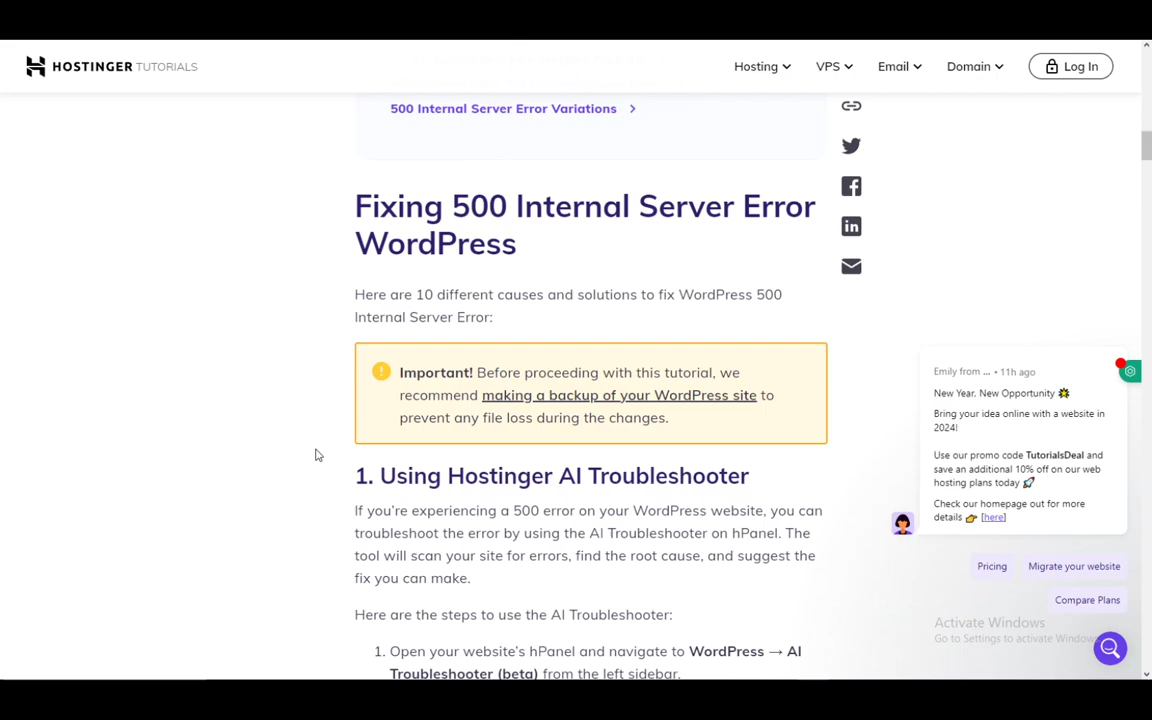 HOSTINGER TUTORIALS
Hosting
VPS
Email
Domain
Log In
500 Internal Server Error Variations
Fixing 500 Internal Server Error
WordPress
Here are 10 different causes and solutions to fix WordPress 500
Internal Server Error:
Important! Before proceeding with this tutorial, we
recommend making a backup of your WordPress site to
prevent any file loss during the changes.
1. Using Hostinger AI Troubleshooter
If you're experiencing a 500 error on your WordPress website, you can
troubleshoot the error by using the AI Troubleshooter on hPanel. The
tool will scan your site for errors, find the root cause, and suggest the
fix you can make.
Here are the steps to use the AI Troubleshooter:
1. Open your website's hPanel and navigate to WordPress → AI
Troubleshooter (beta) from the left sidebar.
Emily from ... • 11h ago
New Year, New Opportunity
Bring your idea online with a website in
2024!
Use our promo code TutorialsDeal and
save an additional 10% off on our web
hosting plans today
Check our homepage out for more
details [here]
Pricing
Migrate your website
Compare Plans
Activate Windows
Go to Settings to activate Windows.